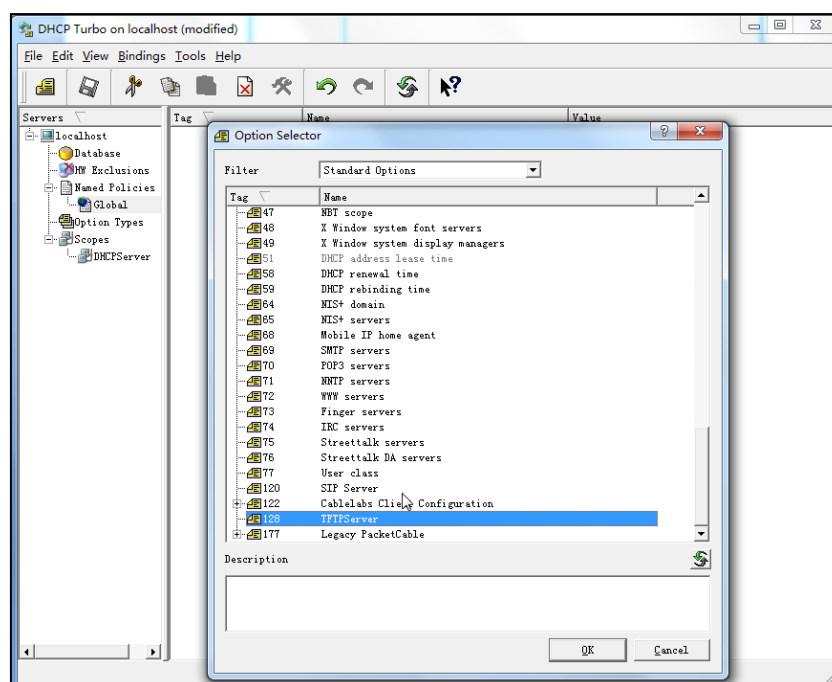 DHCP Turbo on localhost (modified)
File Edit View Bindings Tools Help
Servers
Tag Name Value
localhost
Database
HW Exclusions
Named Policies
Global
Option Types
Scopes
DHCPServer
Option Selector
Filter Standard Options
Tag Name
47 NBT scope
48 X Window system font servers
49 X Window system display managers
51 DHCP address lease time
58 DHCP renewal time
59 DHCP rebinding time
64 NIS+ domain
65 NIS+ servers
68 Mobile IP home agent
69 SMTP servers
70 POP3 servers
71 NNTP servers
72 WWW servers
73 Finger servers
74 IRC servers
75 Streettalk servers
76 Streettalk DA servers
77 User class
120 SIP Server
122 Cablelabs Client Configuration
128 TFTPServer
177 Legacy PacketCable
Description
OK Cancel